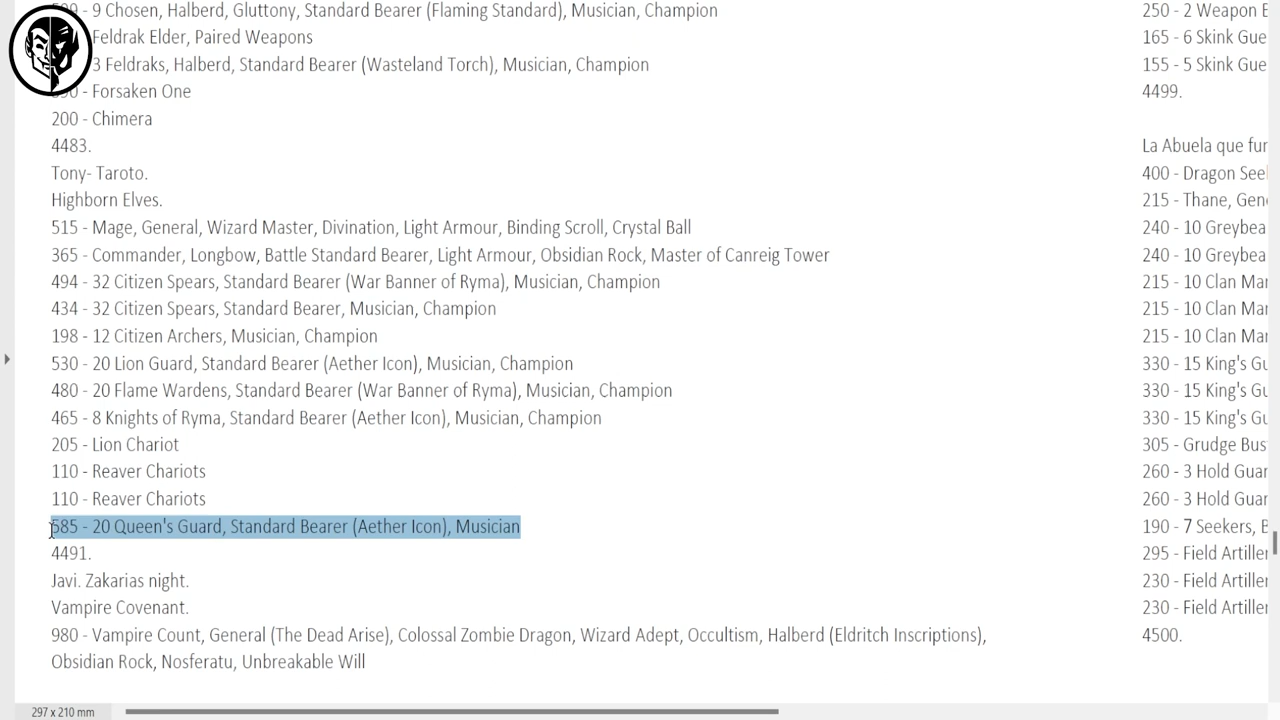 9 Chosen, Halberd, Gluttony, Standard Bearer (Flaming Standard), Musician, Champion
Feldrak Elder, Paired Weapons
3 Feldraks, Halberd, Standard Bearer (Wasteland Torch), Musician, Champion
- Forsaken One
200 - Chimera
4483.
Tony- Taroto.
Highborn Elves.
515 - Mage, General, Wizard Master, Divination, Light Armour, Binding Scroll, Crystal Ball
365 - Commander, Longbow, Battle Standard Bearer, Light Armour, Obsidian Rock, Master of Canreig Tower
494 - 32 Citizen Spears, Standard Bearer (War Banner of Ryma), Musician, Champion
434 - 32 Citizen Spears, Standard Bearer, Musician, Champion
198 - 12 Citizen Archers, Musician, Champion
530 - 20 Lion Guard, Standard Bearer (Aether Icon), Musician, Champion
480 - 20 Flame Wardens, Standard Bearer (War Banner of Ryma), Musician, Champion
465 - 8 Knights of Ryma, Standard Bearer (Aether Icon), Musician, Champion
205 - Lion Chariot
110 - Reaver Chariots
110 - Reaver Chariots
585 - 20 Queen's Guard, Standard Bearer (Aether Icon), Musician
4491.
Javi. Zakarias night.
Vampire Covenant.
980 - Vampire Count, General (The Dead Arise), Colossal Zombie Dragon, Wizard Adept, Occultism, Halberd (Eldritch Inscriptions),
Obsidian Rock, Nosferatu, Unbreakable Will
250 - 2 Weapon
165 - 6 Skink
155 - 5 Skink
4499.
La Abuela que
400 - Dragon
215 - Thane,
240 - 10
240 - 10
215 - 10 Clan
215 - 10 Clan
215 - 10 Clan
330 - 15 King's
330 - 15 King's
330 - 15 King's
305 - Grudge
260 - 3 Hold
260 - 3 Hold
190 - 7 Seekers,
295 - Field
230 - Field
230 - Field
4500.
297 x 210 mm